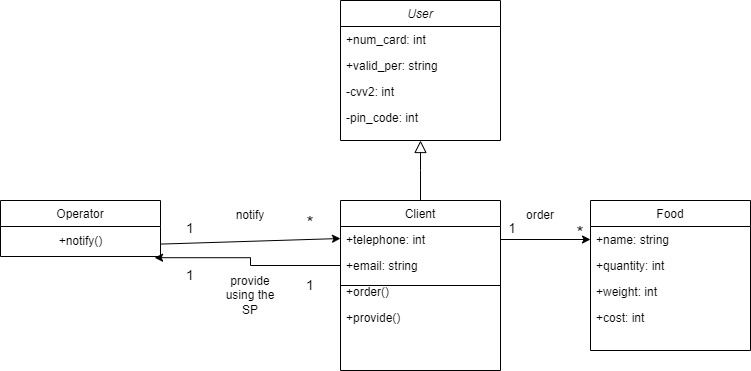 User
+num_card: int
+valid_per: string
-cvv2: int
-pin_code: int
Operator
+notify()
1
notify
*
Client
+telephone: int
+email: string
+order()
+provide()
1
provide
using the
SP
1
order
1
*
Food
+name: string
+quantity: int
+weight: int
+cost: int